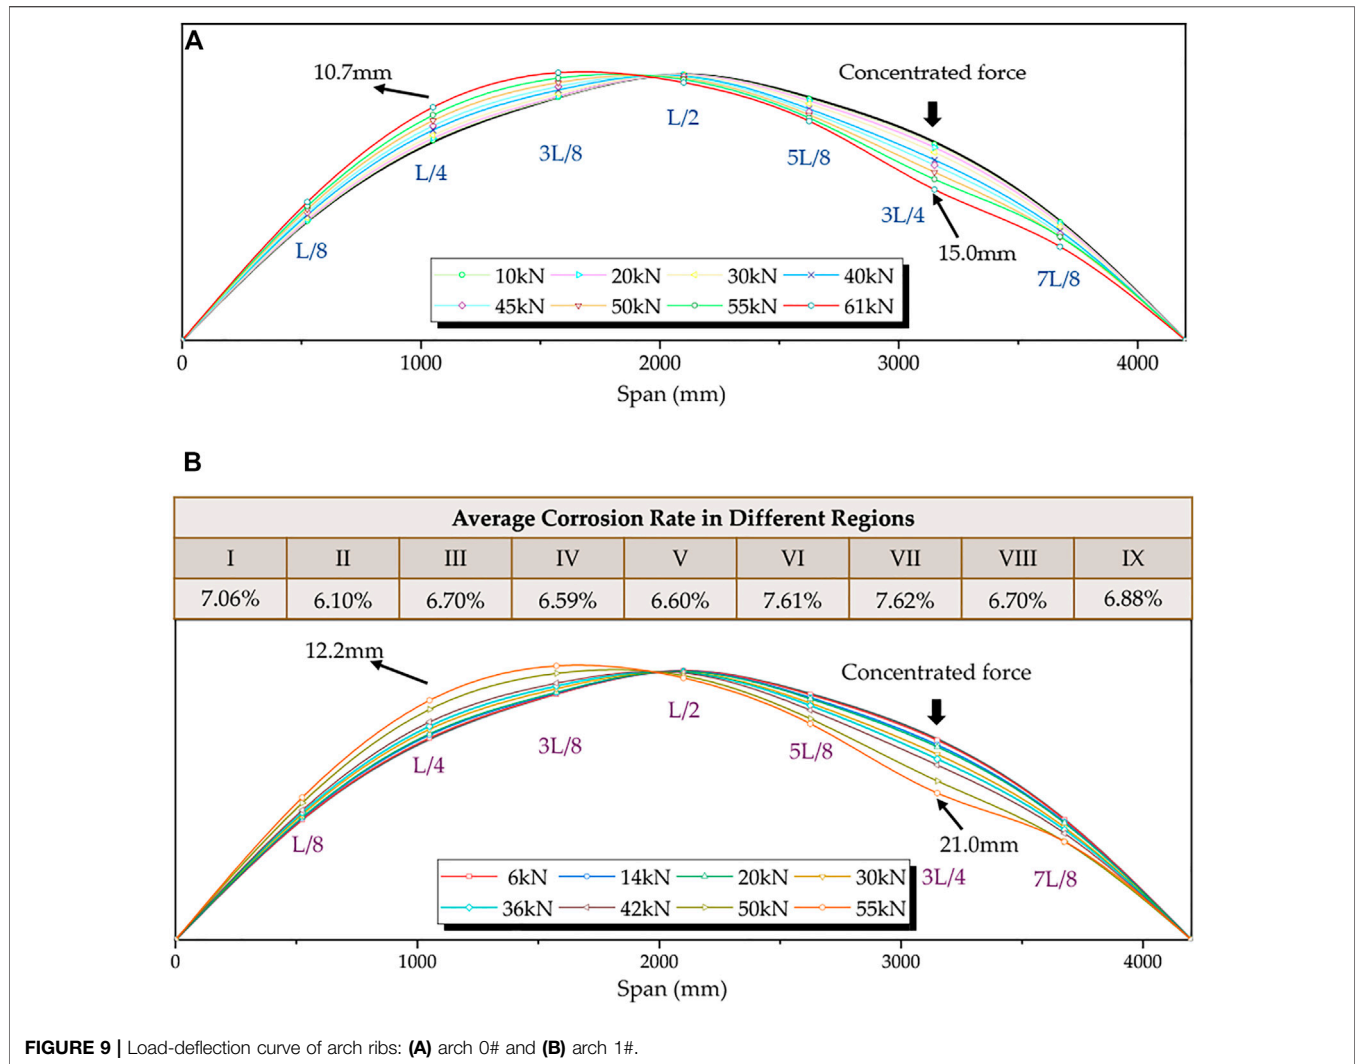 A
10.7mm
Concentrated force
L/2
3L/8
5L/8
L/4
3L/4
L/8
15.0mm
7L/8
10kN 20kN 30kN 40kN
45kN 50kN 55kN 61kN
0 1000 2000 3000 4000
Span (mm)
B
Average Corrosion Rate in Different Regions
I II III IV V VI VII VIII IX
7.06% 6.10% 6.70% 6.59% 6.60% 7.61% 7.62% 6.70% 6.88%
12.2mm
Concentrated force
L/2
3L/8
5L/8
L/4
L/8
21.0mm
3L/4
7L/8
6kN 14kN 20kN 30kN
36kN 42kN 50kN 55kN
0 1000 2000 3000 4000
Span (mm)
FIGURE 9 | Load-deflection curve of arch ribs: (A) arch 0# and (B) arch 1#.